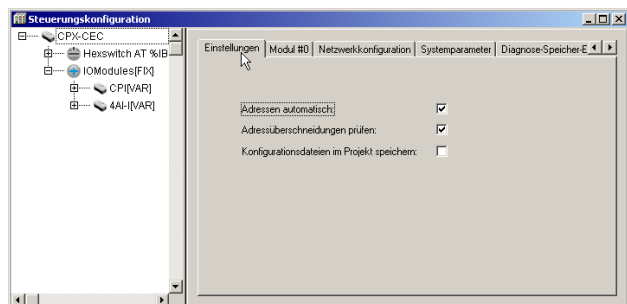 Steuerungskonfiguration
CPX-CEC
Hexswitch AT %IB
IOModules[FIX]
CPI[VAR]
4AI-I[VAR]
Einstellungen Modul #0 Netzwerkkonfiguration Systemparameter Diagnose-Speicher-E
Adressen automatisch:
Adressüberschneidungen prüfen:
Konfigurationsdateien im Projekt speichern: